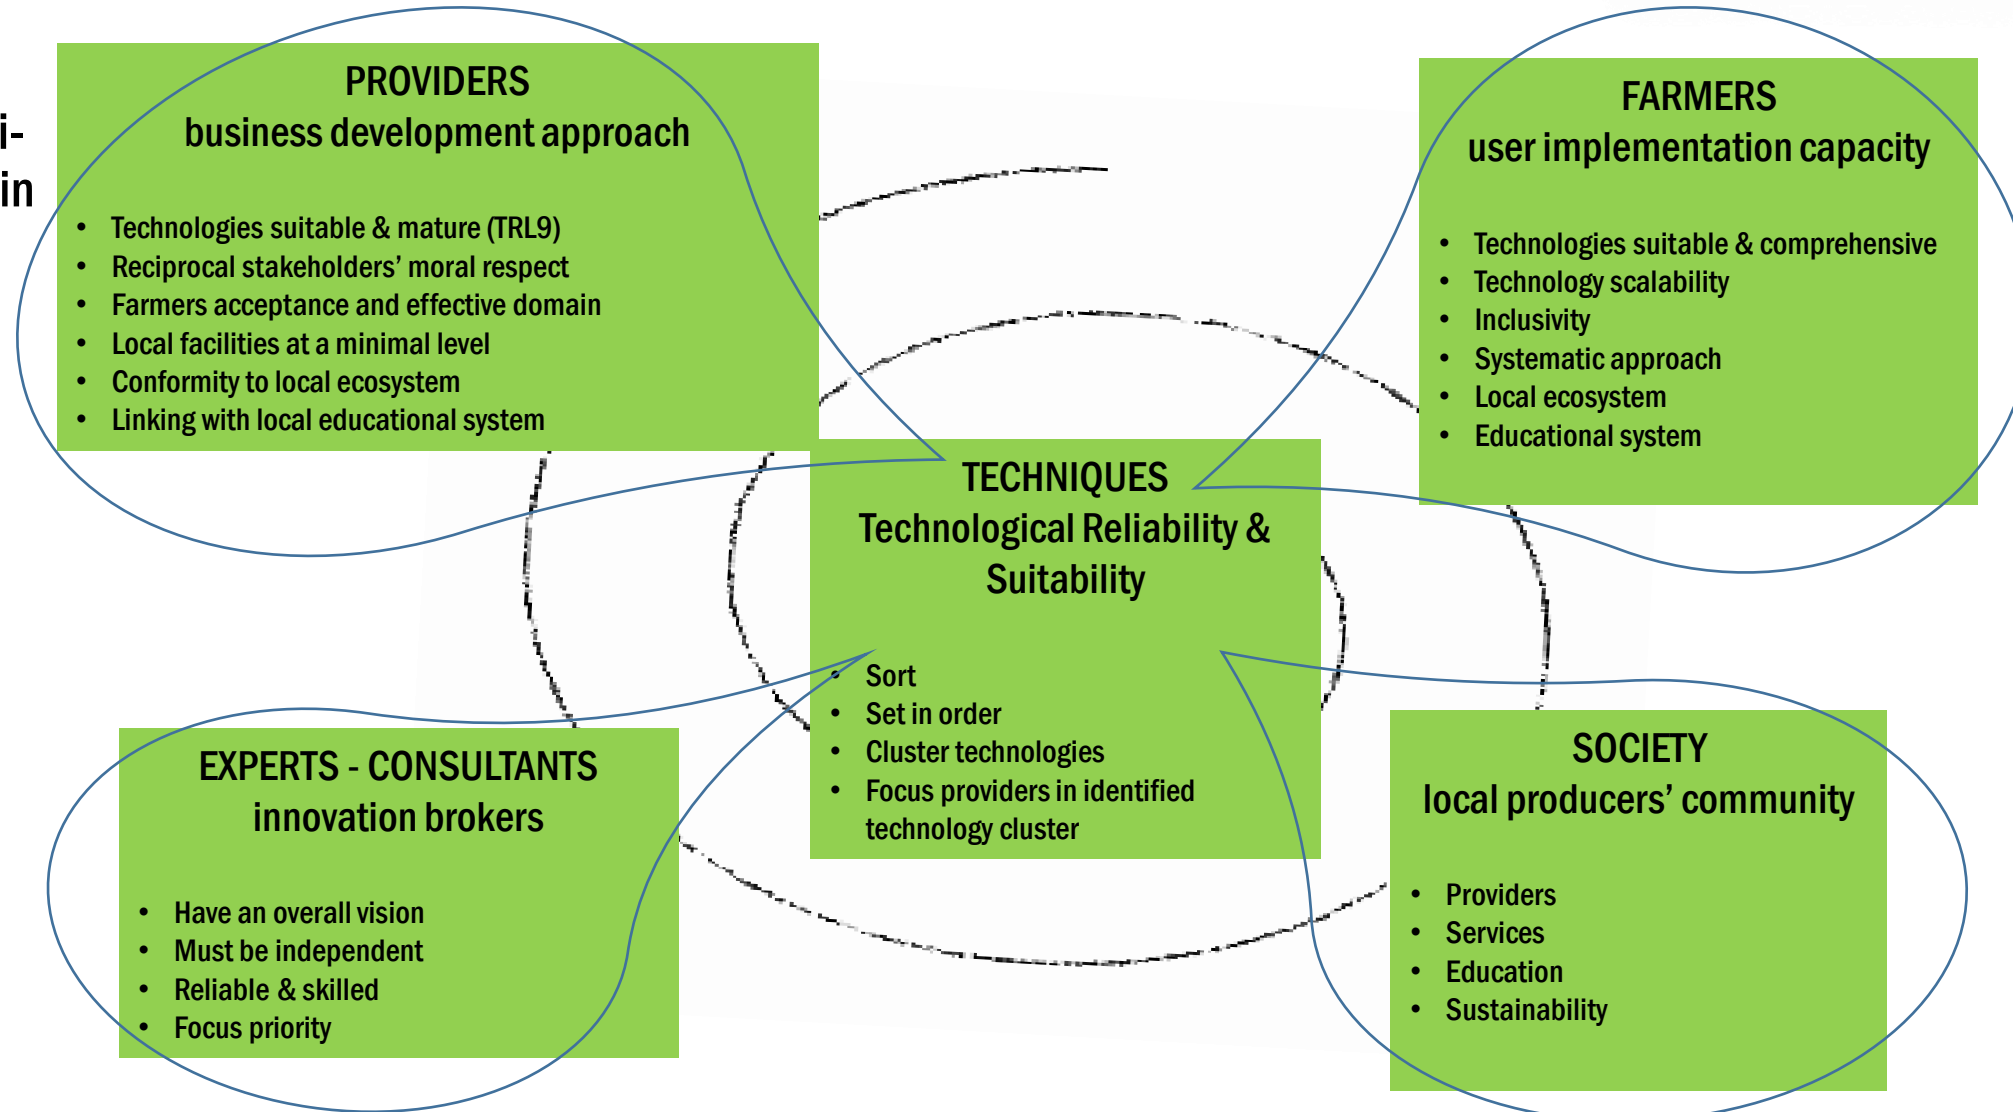 i-
in
PROVIDERS
business development approach
• Technologies suitable & mature (TRL9)
• Reciprocal stakeholders’ moral respect
• Farmers acceptance and effective domain
• Local facilities at a minimal level
• Conformity to local ecosystem
• Linking with local educational system
FARMERS
user implementation capacity
• Technologies suitable & comprehensive
• Technology scalability
• Inclusivity
• Systematic approach
• Local ecosystem
• Educational system
TECHNIQUES
Technological Reliability &
Suitability
• Sort
• Set in order
• Cluster technologies
• Focus providers in identified
technology cluster
EXPERTS - CONSULTANTS
innovation brokers
• Have an overall vision
• Must be independent
• Reliable & skilled
• Focus priority
SOCIETY
local producers’ community
• Providers
• Services
• Education
• Sustainability